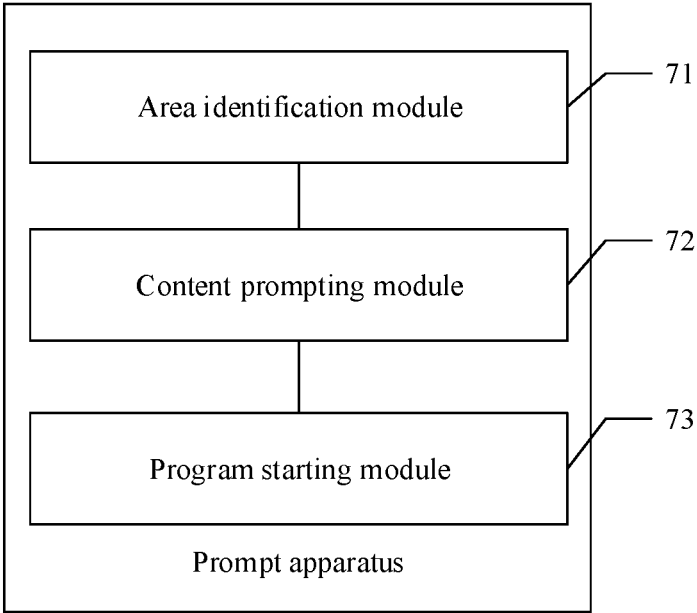 Area identification module
71
Content prompting module
72
Program starting module
73
Prompt apparatus